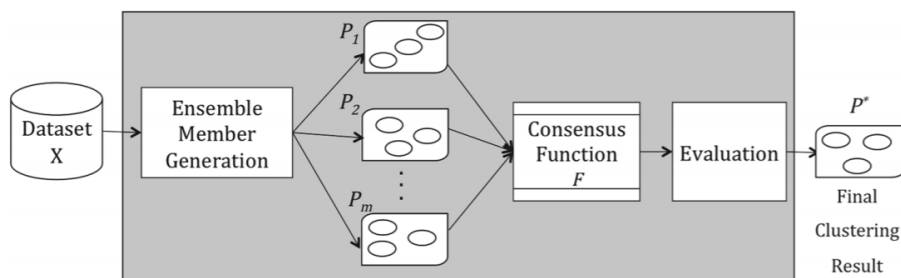 Dataset
X
Ensemble
Member
Generation
P1
P2
Pm
Consensus
Function
F
Evaluation
P*
Final
Clustering
Result